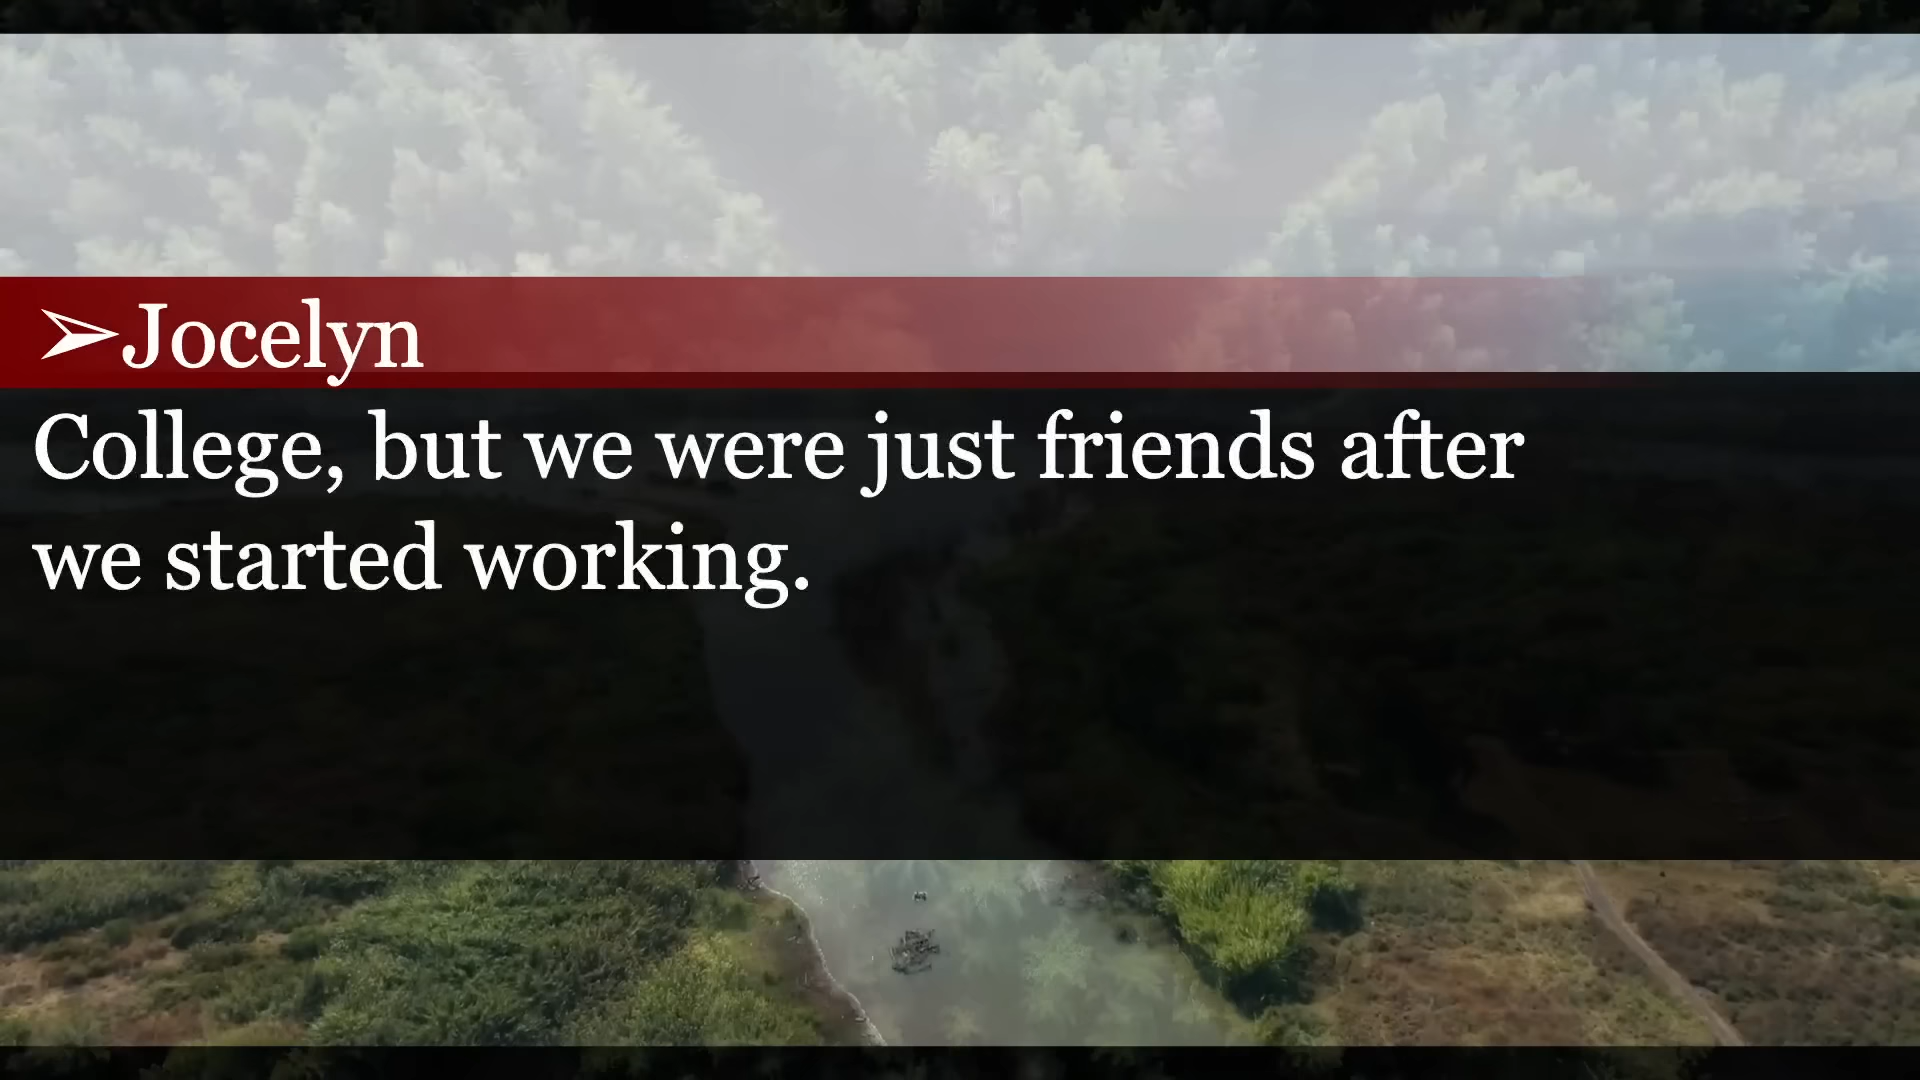 ➢Jocelyn
College, but we were just friends after
we started working.